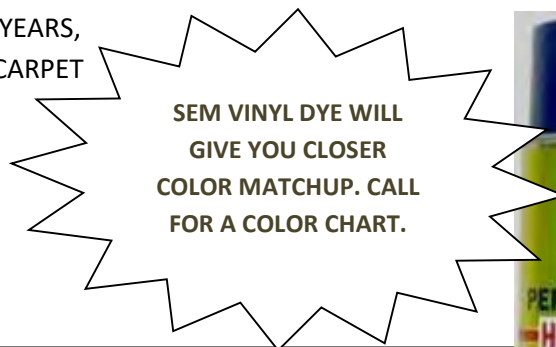 YEARS,
CARPET
SEM VINYL DYE WILL
GIVE YOU CLOSER
COLOR MATCHUP. CALL
FOR A COLOR CHART.